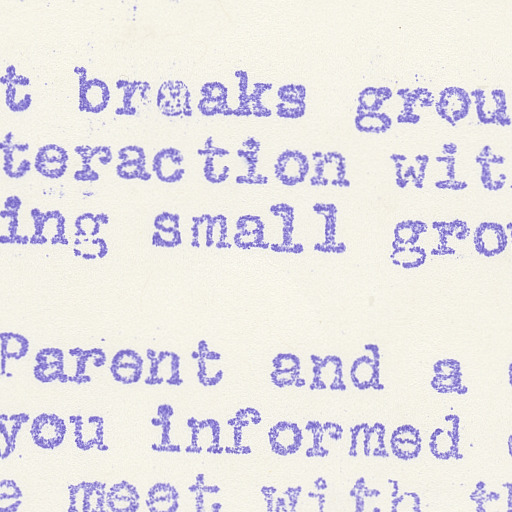 t breaks grou
teraction wit
ing small gro
Parent and a
you informed
e meet with th